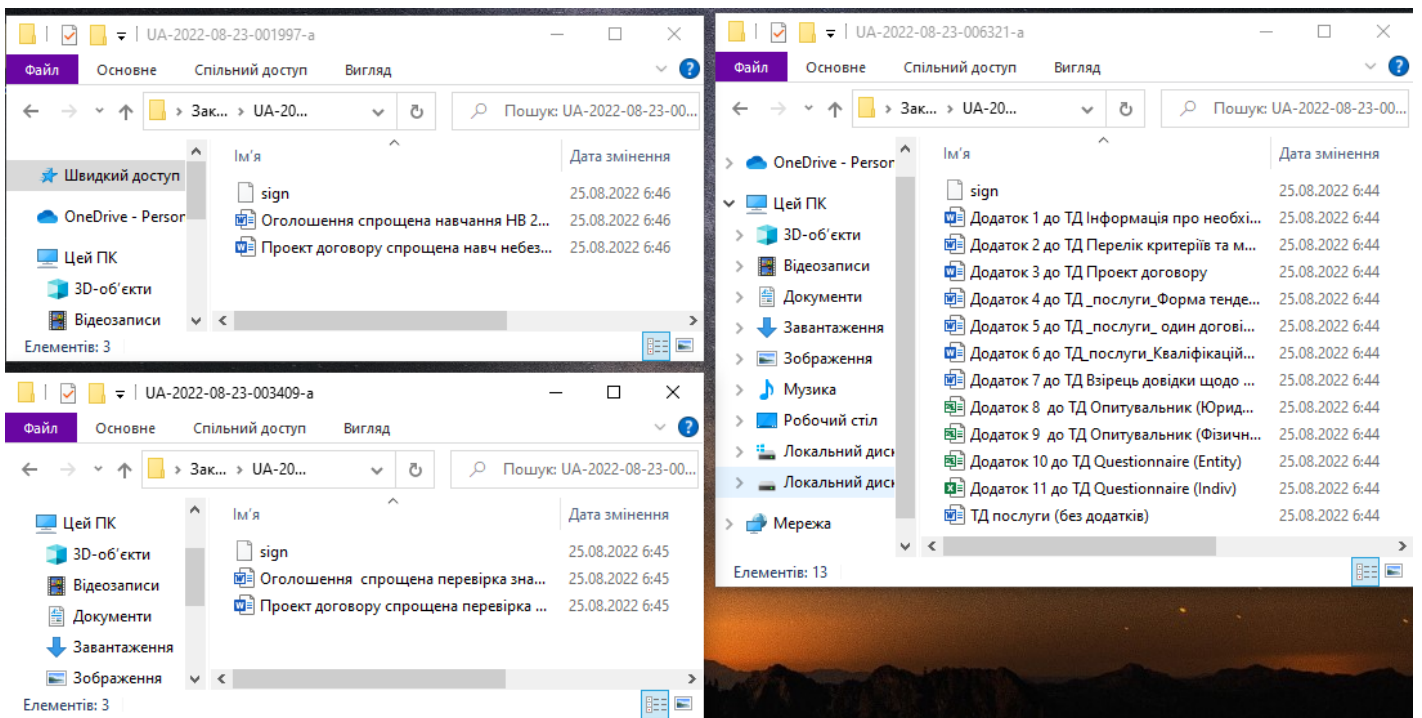 UA-2022-08-23-001997-a
Файл Основне Спільний доступ Вигляд
Зак... UA-20... Пошук: UA-2022-08-23-00...
Ім'я Дата змінення
Швидкий доступ
OneDrive - Person
Цей ПК
3D-об'єкти
Відеозаписи
sign 25.08.2022 6:46
Оголошення спрощена навчання НВ 2... 25.08.2022 6:46
Проект договору спрощена навч небез... 25.08.2022 6:46
Елементів: 3
UA-2022-08-23-003409-a
Файл Основне Спільний доступ Вигляд
Зак... UA-20... Пошук: UA-2022-08-23-00...
Ім'я Дата змінення
Цей ПК
3D-об'єкти
Відеозаписи
Документи
Завантаження
Зображення
sign 25.08.2022 6:45
Оголошення спрощена перевірка зна... 25.08.2022 6:45
Проект договору спрощена перевірка ... 25.08.2022 6:45
Елементів: 3
UA-2022-08-23-006321-a
Файл Основне Спільний доступ Вигляд
Зак... UA-20... Пошук: UA-2022-08-23-00...
Ім'я Дата змінення
OneDrive - Person
Цей ПК
3D-об'єкти
Відеозаписи
Документи
Завантаження
Зображення
Музика
Робочий стіл
Локальний диск
Локальний диск
Мережа
sign 25.08.2022 6:44
Додаток 1 до ТД Інформація про необхі... 25.08.2022 6:44
Додаток 2 до ТД Перелік критеріїв та м... 25.08.2022 6:44
Додаток 3 до ТД Проект договору 25.08.2022 6:44
Додаток 4 до ТД _послуги_Форма тенде... 25.08.2022 6:44
Додаток 5 до ТД _послуги_ один догові... 25.08.2022 6:44
Додаток 6 до ТД_послуги_Кваліфікацій... 25.08.2022 6:44
Додаток 7 до ТД Взірець довідки щодо ... 25.08.2022 6:44
Додаток 8 до ТД Опитувальник (Юрид... 25.08.2022 6:44
Додаток 9 до ТД Опитувальник (Фізичн... 25.08.2022 6:44
Додаток 10 до ТД Questionnaire (Entity) 25.08.2022 6:44
Додаток 11 до ТД Questionnaire (Indiv) 25.08.2022 6:44
ТД послуги (без додатків) 25.08.2022 6:44
Елементів: 13